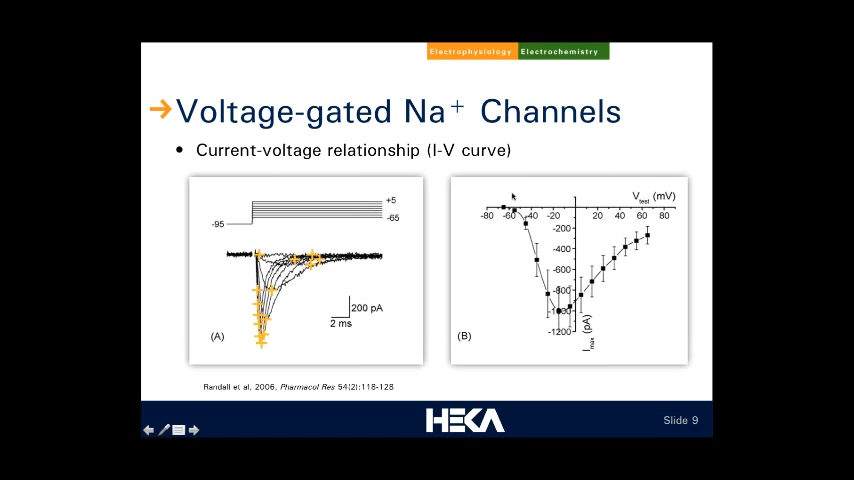 Electrophysiology Electrochemistry
Voltage-gated Na+ Channels
• Current-voltage relationship (I-V curve)
+5
-65
-95
200 pA
2 ms
(A)
Vtest (mV)
-80 -60 -40 -20 20 40 60 80
-200
-400
-600
-800
-1000
-1200
Imax (pA)
(B)
Randall et al, 2006, Pharmacol Res 54(2):118-128
HEKA
Slide 9